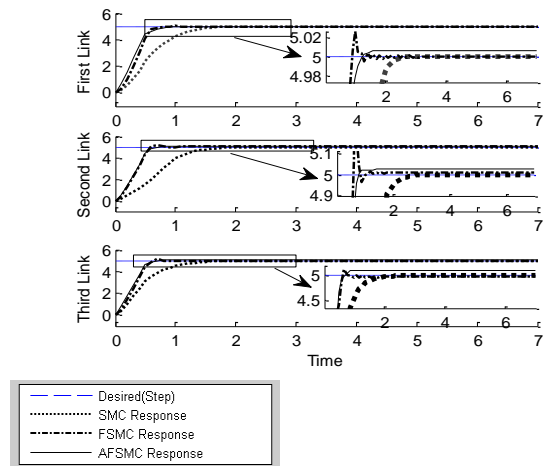 6
4
2
0
First Link
5.02
5
4.98
2 4 6
0 1 2 3 4 5 6 7
6
4
2
0
Second Link
5.1
5
4.9
2 4 6
0 1 2 3 4 5 6 7
6
4
2
0
Third Link
5
4.5
2 4 6
0 1 2 3 4 5 6 7
Time
Desired(Step)
SMC Response
FSMC Response
AFSMC Response